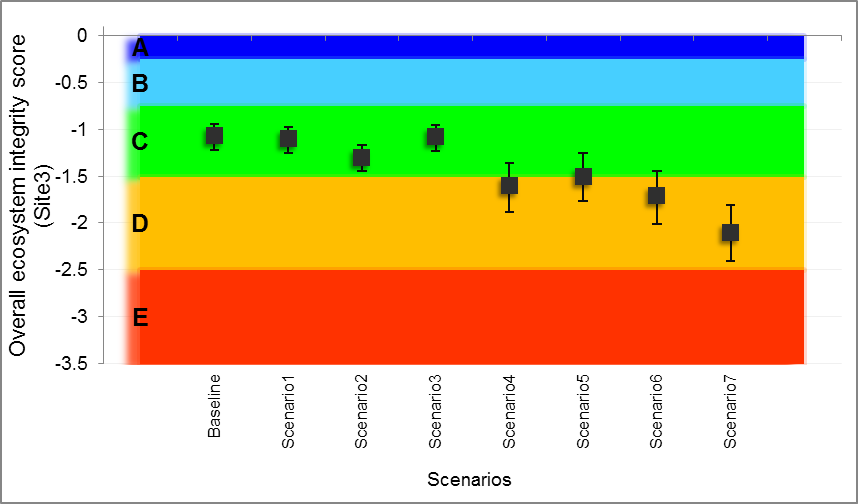 Overall ecosystem integrity score
(Site3)
0
-0.5
-1
-1.5
-2
-2.5
-3
-3.5
A
B
C
D
E
Baseline
Scenario1
Scenario2
Scenario3
Scenario4
Scenario5
Scenario6
Scenario7
Scenarios